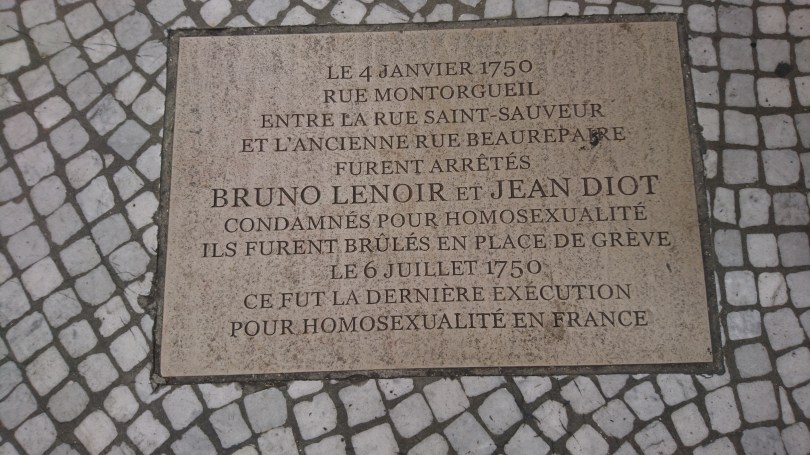 LE 4 JANVIER 1750
RUE MONTORGUEIL
ENTRE LA RUE SAINT-SAUVEUR
ET L'ANCIENNE RUE BEAUREPAIRE
FURENT ARRÊTÉS
BRUNO LENOIR ET JEAN DIOT
CONDAMNÉS POUR HOMOSEXUALITÉ
ILS FURENT BRÛLÉS EN PLACE DE GRÈVE
LE 6 JUILLET 1750
CE FUT LA DERNIÈRE EXÉCUTION
POUR HOMOSEXUALITÉ EN FRANCE